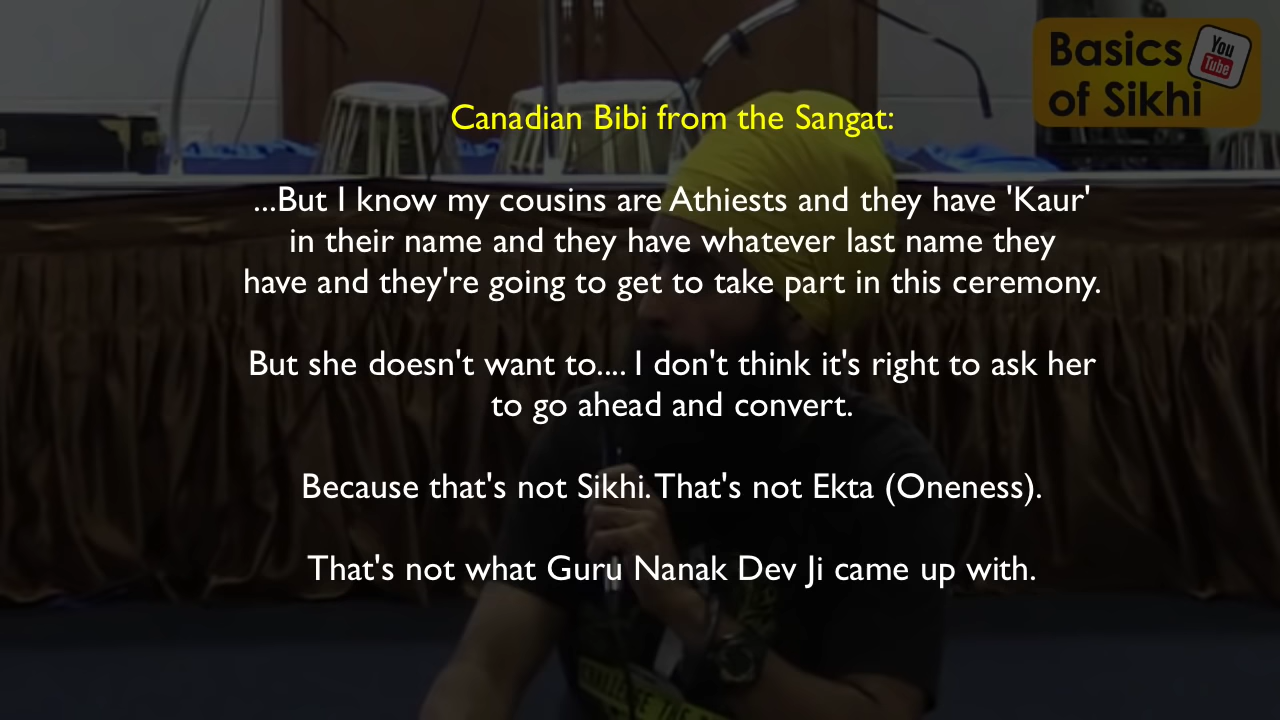 Basics
of Sikhi
You
Tube
Canadian Bibi from the Sangat:
...But I know my cousins are Athiests and they have 'Kaur'
in their name and they have whatever last name they
have and they're going to get to take part in this ceremony.
But she doesn't want to.... I don't think it's right to ask her
to go ahead and convert.
Because that's not Sikhi. That's not Ekta (Oneness).
That's not what Guru Nanak Dev Ji came up with.